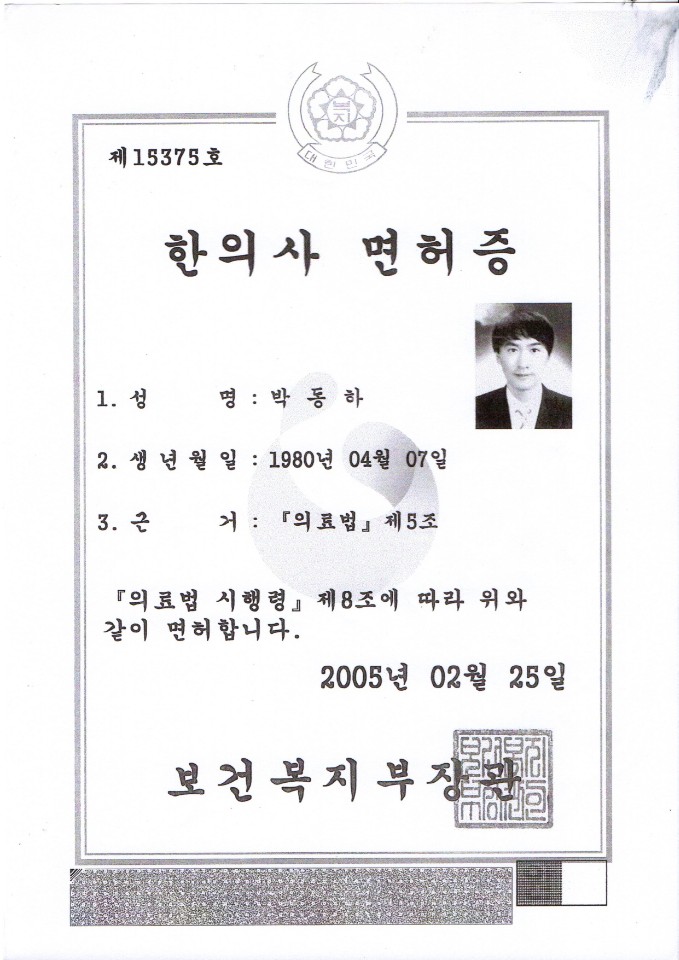 복지
대한민국
제15375호
한의사 면허증
1. 성 명 : 박 동 하
2. 생 년 월 일 : 1980년 04월 07일
3. 근 거 : 『의료법』 제5조
『의료법 시행령』 제8조에 따라 위와
같이 면허합니다.
2005년 02월 25일
보건복지부장관